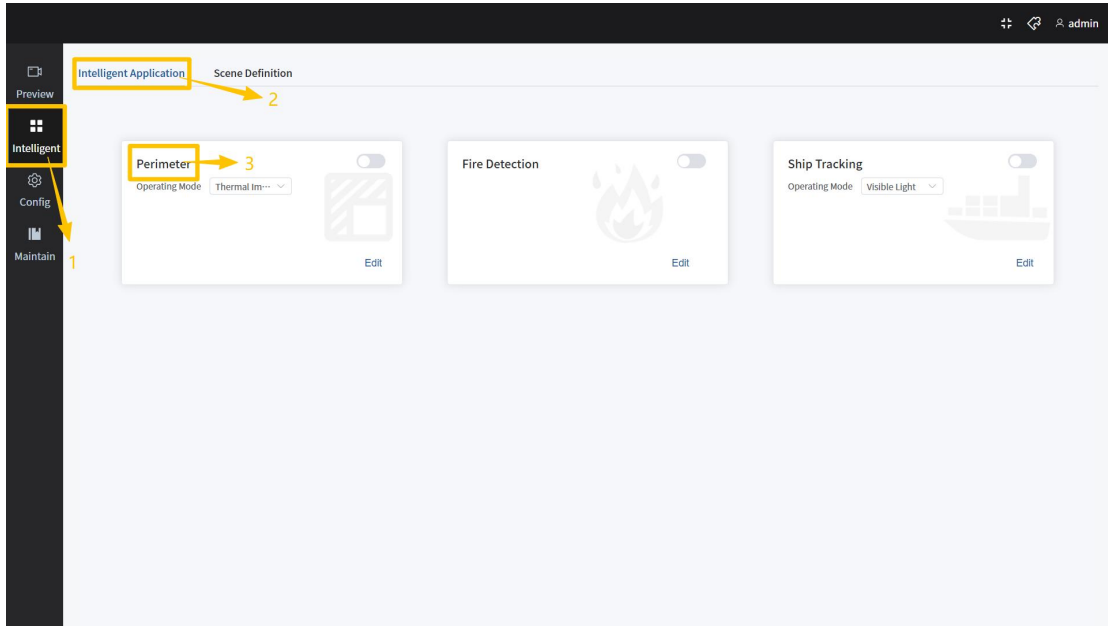 admin
Preview
Intelligent
Config
Maintain
Intelligent Application Scene Definition
1
2
Perimeter 3
Operating Mode Thermal Im···
Edit
Fire Detection
Edit
Ship Tracking
Operating Mode Visible Light
Edit